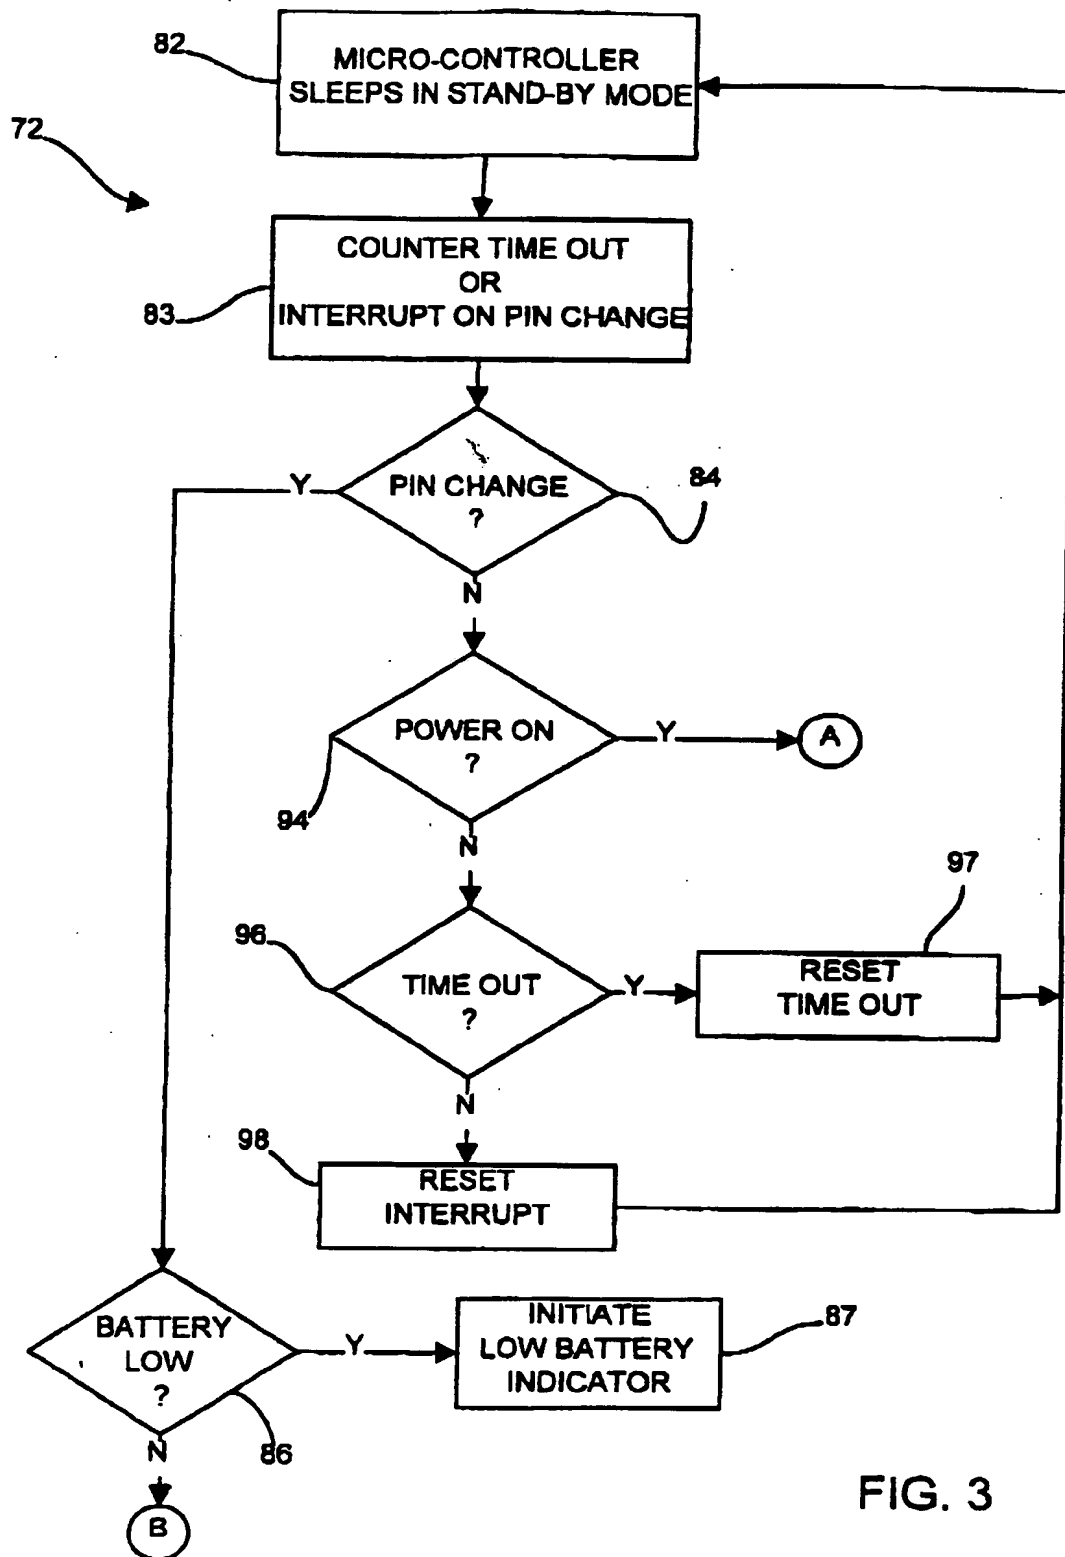 82
MICRO-CONTROLLER
SLEEPS IN STAND-BY MODE
72
COUNTER TIME OUT
OR
INTERRUPT ON PIN CHANGE
83
Y
PIN CHANGE
?
84
N
POWER ON
?
Y
A
94
N
97
96
TIME OUT
?
Y
RESET
TIME OUT
N
98
RESET
INTERRUPT
BATTERY
LOW
?
Y
INITIATE
LOW BATTERY
INDICATOR
87
N
86
B
FIG. 3